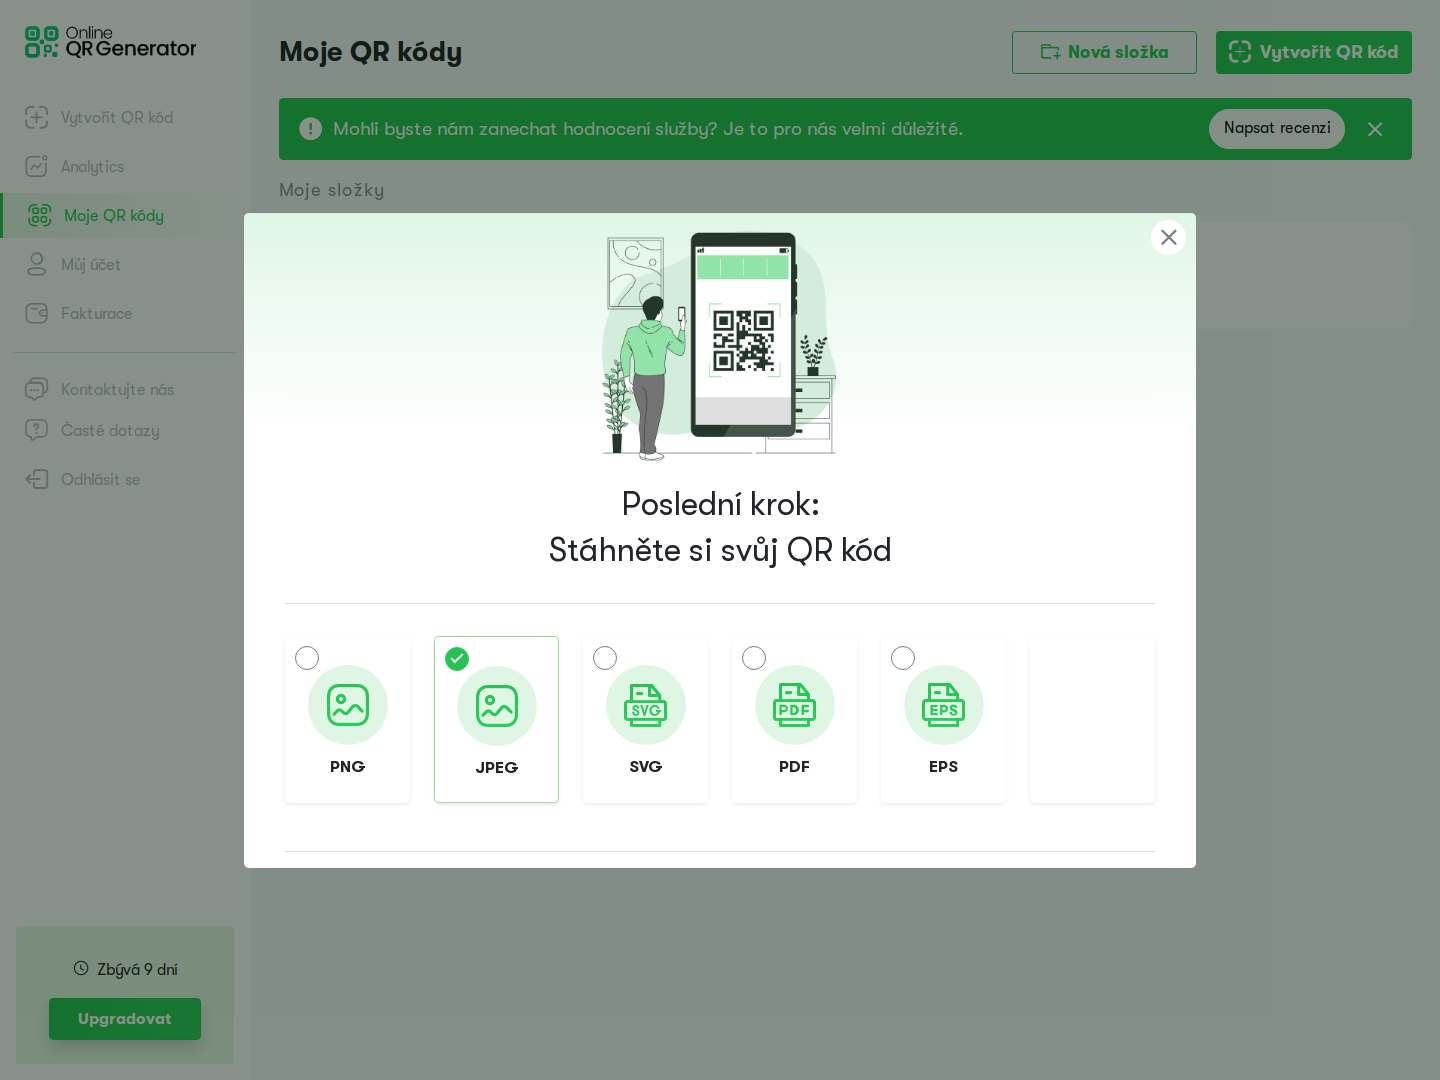 Online
QR Generator
Vytvořit QR kód
Analytics
Moje QR kódy
Můj účet
Fakturace
Kontaktujte nás
Časté dotazy
Odhlásit se
Zbývá 9 dní
Upgradovat
Moje QR kódy
Nová složka
Vytvořit QR kód
Mohli byste nám zanechat hodnocení služby? Je to pro nás velmi důležité.
Napsat recenzi
Moje složky
Poslední krok:
Stáhněte si svůj QR kód
PNG
JPEG
SVG
SVG
PDF
PDF
EPS
EPS